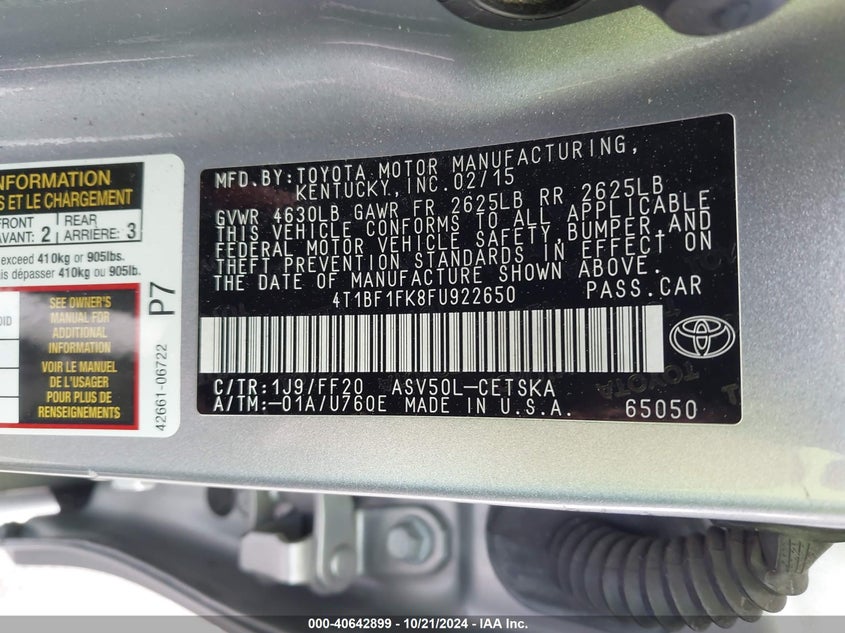 INFORMATION
S ET LE CHARGEMENT
FRONT
AVANT: 2
REAR
ARRIÈRE: 3
exceed 410kg or 905lbs.
dépasser 410kg ou 905lb.
SEE OWNER'S
MANUAL FOR
ADDITIONAL
INFORMATION
VOIR LE MANUEL
DE L'USAGER
POUR PLUS DE
RENSEIGNEMENTS
P7
42661-06722
MFD.BY:TOYOTA MOTOR MANUFACTURING,
KENTUCKY,INC.02/15
GVWR 4630LB GAWR FR 2625LB RR 2625LB
THIS VEHICLE CONFORMS TO ALL APPLICABLE
FEDERAL MOTOR VEHICLE SAFETY,BUMPER,AND
THEFT PREVENTION STANDARDS IN EFFECT ON
THE DATE OF MANUFACTURE SHOWN ABOVE.
4T1BF1FK8FU922650 PASS.CAR
TOYOTA
C/TR:1J9/FF20 ASV50L-CETSKA
A/TM:-01A/U760E MADE IN U.S.A. 65050
000-40642899 - 10/21/2024 - IAA Inc.